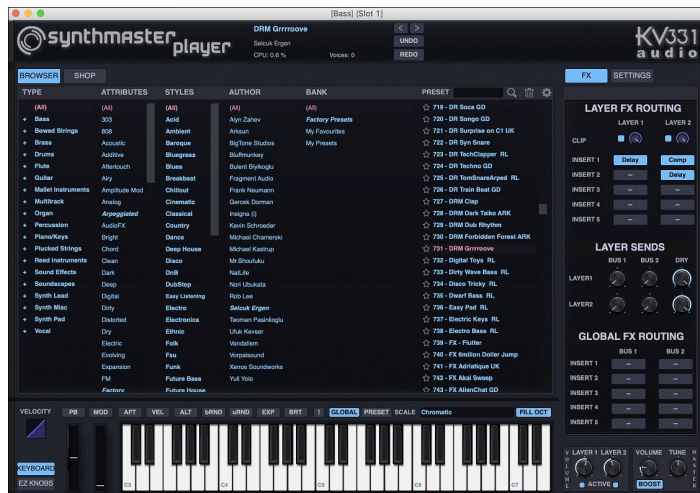 [Bass] [Slot 1]
synthmaster player
DRM Grrrroove
Selcuk Ergen
CPU: 0.6 % Voices: 0
< >
UNDO
REDO
KV331
audio
BROWSER SHOP
FX SETTINGS
TYPE ATTRIBUTES STYLES AUTHOR BANK PRESET
(All) (All) (All) (All) (All) 719 - DR Soca GD
+ Bass 303 Acid Aiyn Zahev Factory Presets 720 - DR Songo GD
+ Bowed Strings 808 Ambient Arksun My Favourites 721 - DR Surprise on C1 UK
+ Brass Acoustic Baroque BigTone Studios My Presets 722 - DR Syn Snare
+ Drums Additive Bluegrass Bluffmunkey 723 - DR TechClapper RL
+ Flute Aftertouch Blues Bulent Biyikoglu 724 - DR Techno GD
+ Guitar Airy Breakbeat Fragment Audio 725 - DR TomSnareArped RL
+ Mallet Instruments Amplitude Mod Chillout Frank Neumann 726 - DR Train Beat GD
+ Multitrack Analog Cinematic Gercek Dorman 727 - DRM Clap
+ Organ Arpeggiated Classical Insigna (i) 728 - DRM Dark Taiko ARK
+ Percussion AudioFX Country Kevin Schroeder 729 - DRM Dub Rhythm
+ Piano/Keys Bright Dance Michael Chamerski 730 - DRM Forbidden Forest ARK
+ Plucked Strings Chord Deep House Michael Kastrup 731 - DRM Grrrroove
+ Reed Instruments Clean Disco Mr.Shoufuku 732 - Digital Toys RL
+ Sound Effects Dark DnB NatLife 733 - Dirty Wave Bass RL
+ Soundscapes Deep DubStep Nori Ubukata 734 - Disco Tricky RL
+ Synth Lead Digital Easy Listening Rob Lee 735 - Dwarf Bass RL
+ Synth Misc Dirty Electro Selcuk Ergen 736 - Easy Pad RL
+ Synth Pad Distorted Electronica Teoman Pasinlioglu 737 - Electric Keys RL
+ Vocal Dry Ethnic Ufuk Kevser 738 - Electro Bass RL
Electric Folk Vandalism 739 - FX - Flutter
Evolving Fsu Vorpalsound 740 - FX 6million Doller Jump
Expansion Funk Xenos Soundworks 741 - FX Adriatique UK
FM Future Bass Yuli Yolo 742 - FX Akai Sweep
Factory Future House 743 - FX AlienChat GD
LAYER FX ROUTING
LAYER 1 LAYER 2
CLIP
INSERT 1 Delay Comp
INSERT 2 -- Delay
INSERT 3 -- --
INSERT 4 -- --
INSERT 5 -- --
LAYER SENDS
BUS 1 BUS 2 DRY
LAYER1
LAYER2
GLOBAL FX ROUTING
BUS 1 BUS 2
INSERT 1 -- --
INSERT 2 -- --
INSERT 3 -- --
INSERT 4 -- --
INSERT 5 -- --
VELOCITY PB MOD AFT VEL ALT bRNO uRNO EXP BRT ! GLOBAL PRESET SCALE Chromatic FILL OCT
KEYBOARD
EZ KNOBS
C3 C4 C5 C6 C7
VOLUME LAYER 1 LAYER 2 VOLUME TUNE MASTER
ACTIVE BOOST